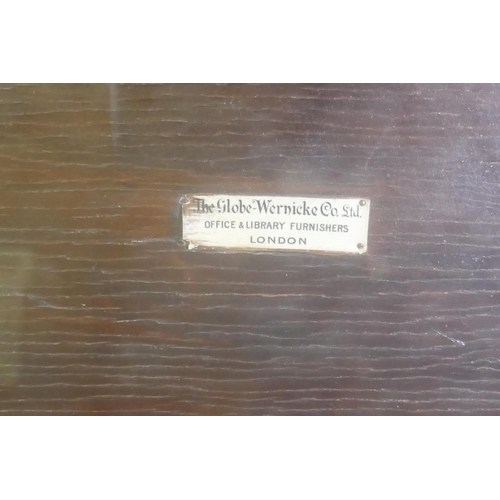 The Globe-Wernicke Co. Ltd.
OFFICE & LIBRARY FURNISHERS
LONDON